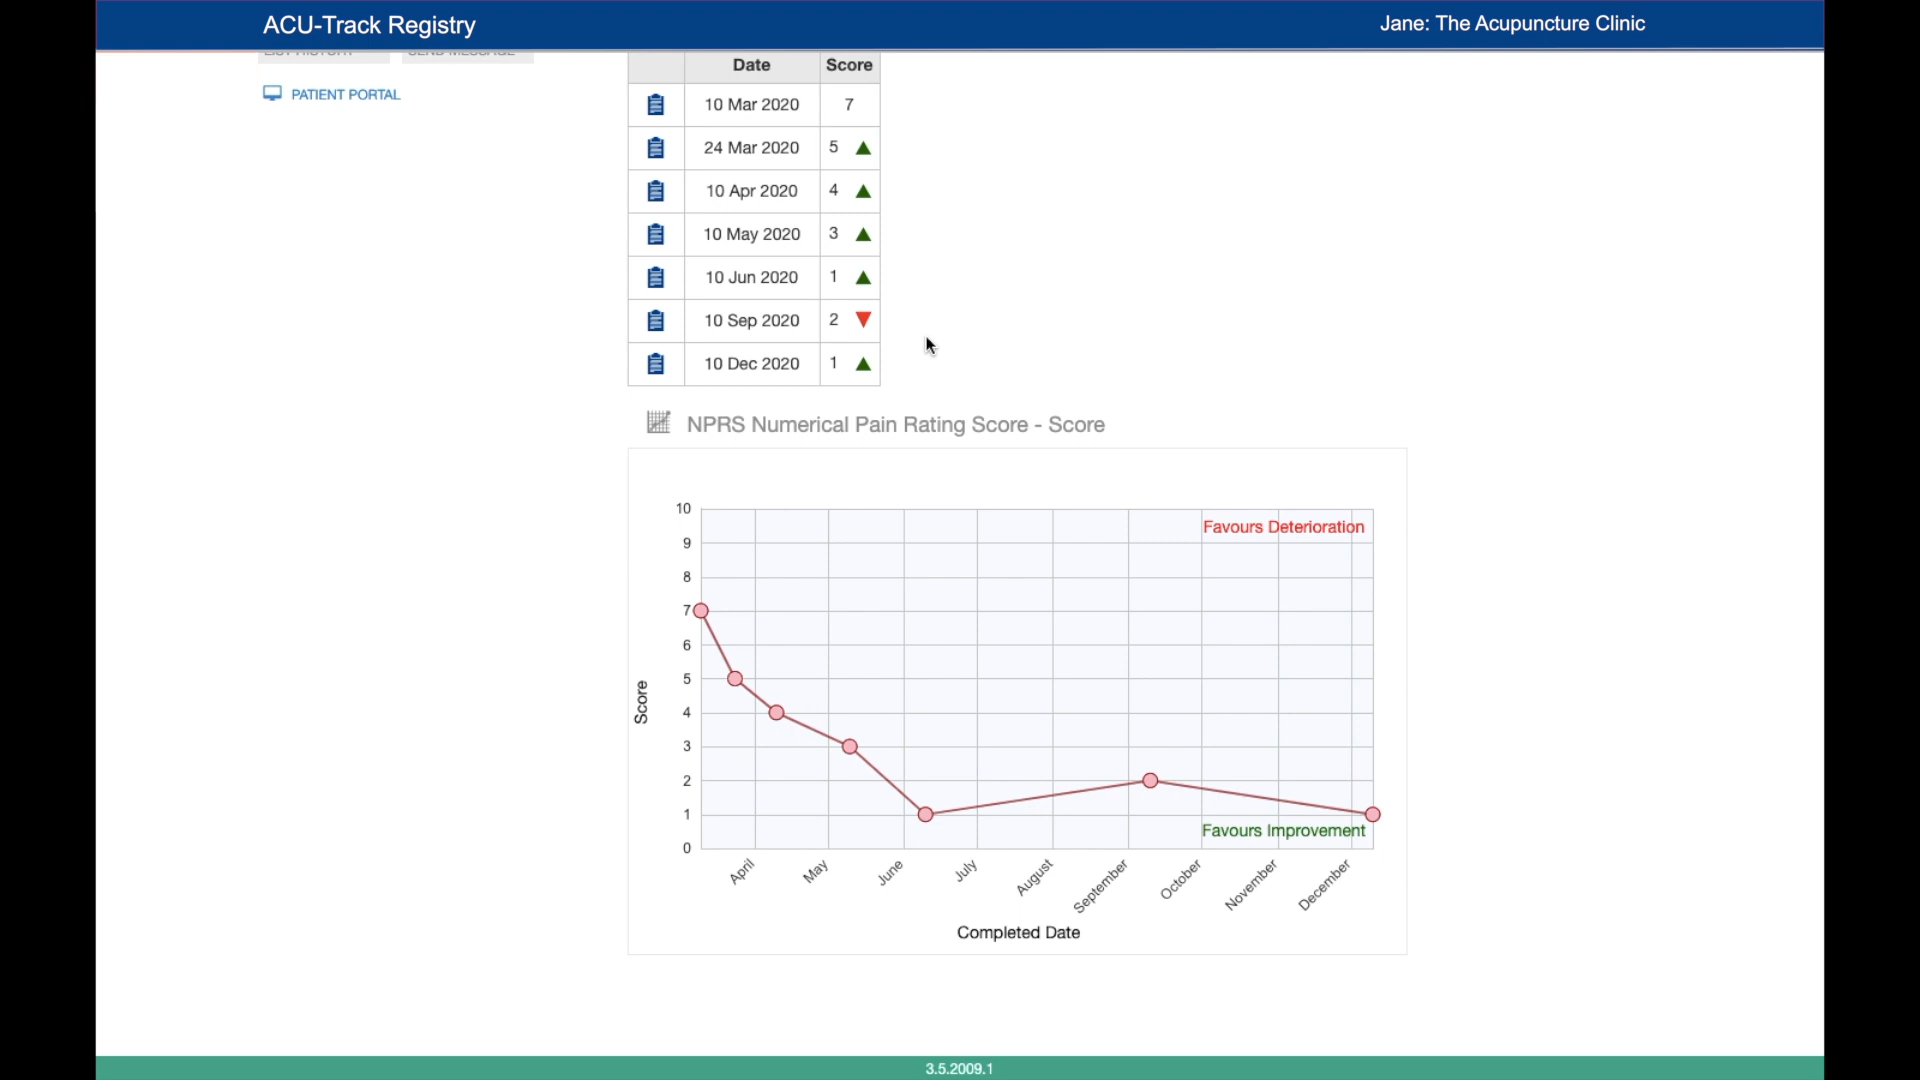 ACU-Track Registry
Jane: The Acupuncture Clinic
LIST HISTORY
SEND MESSAGE
PATIENT PORTAL
Date Score
10 Mar 2020 7
24 Mar 2020 5
10 Apr 2020 4
10 May 2020 3
10 Jun 2020 1
10 Sep 2020 2
10 Dec 2020 1
NPRS Numerical Pain Rating Score - Score
10
9
8
7
6
5
4
3
2
1
0
Score
Favours Deterioration
Favours Improvement
April
May
June
July
August
September
October
November
December
Completed Date
3.5.2009.1